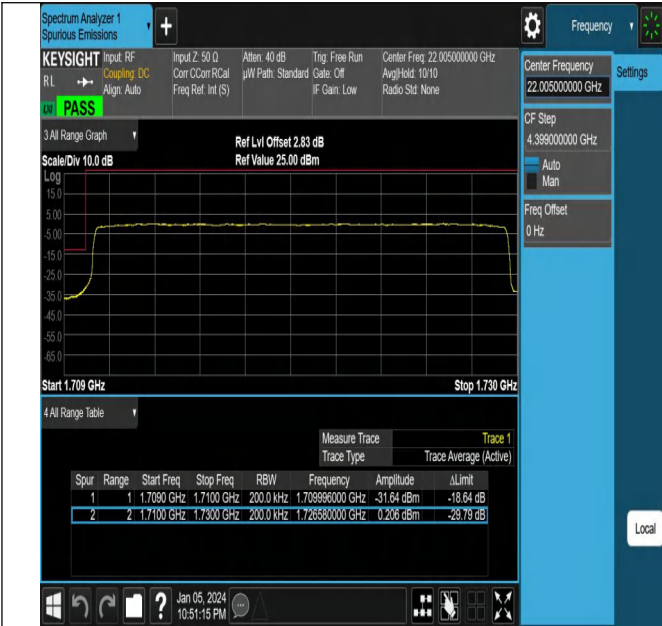 Spectrum Analyzer 1
Spurious Emissions
Frequency
KEYSIGHT Input: RF Input Z: 50 Ω Atten: 40 dB Trig: Free Run Center Freq: 22.005000000 GHz
RL Coupling: DC Corr CCorr RCal µW Path: Standard Gate: Off Avg|Hold: 10/10
Align: Auto Freq Ref: Int (S) IF Gain: Low Radio Std: None
PASS
Center Frequency
22.005000000 GHz
Settings
CF Step
4.399000000 GHz
Auto
Man
Freq Offset
0 Hz
3 All Range Graph
Ref Lvl Offset 2.83 dB
Scale/Div 10.0 dB Ref Value 25.00 dBm
Log
15.0
5.00
-5.00
-15.0
-25.0
-35.0
-45.0
-55.0
-65.0
Start 1.709 GHz Stop 1.730 GHz
4 All Range Table
Measure Trace Trace 1
Trace Type Trace Average (Active)
Spur Range Start Freq Stop Freq RBW Frequency Amplitude ΔLimit
1 1 1.7090 GHz 1.7100 GHz 200.0 kHz 1.709996000 GHz -31.64 dBm -18.64 dB
2 2 1.7100 GHz 1.7300 GHz 200.0 kHz 1.726580000 GHz 0.206 dBm -29.79 dB
Local
Jan 05, 2024
10:51:15 PM